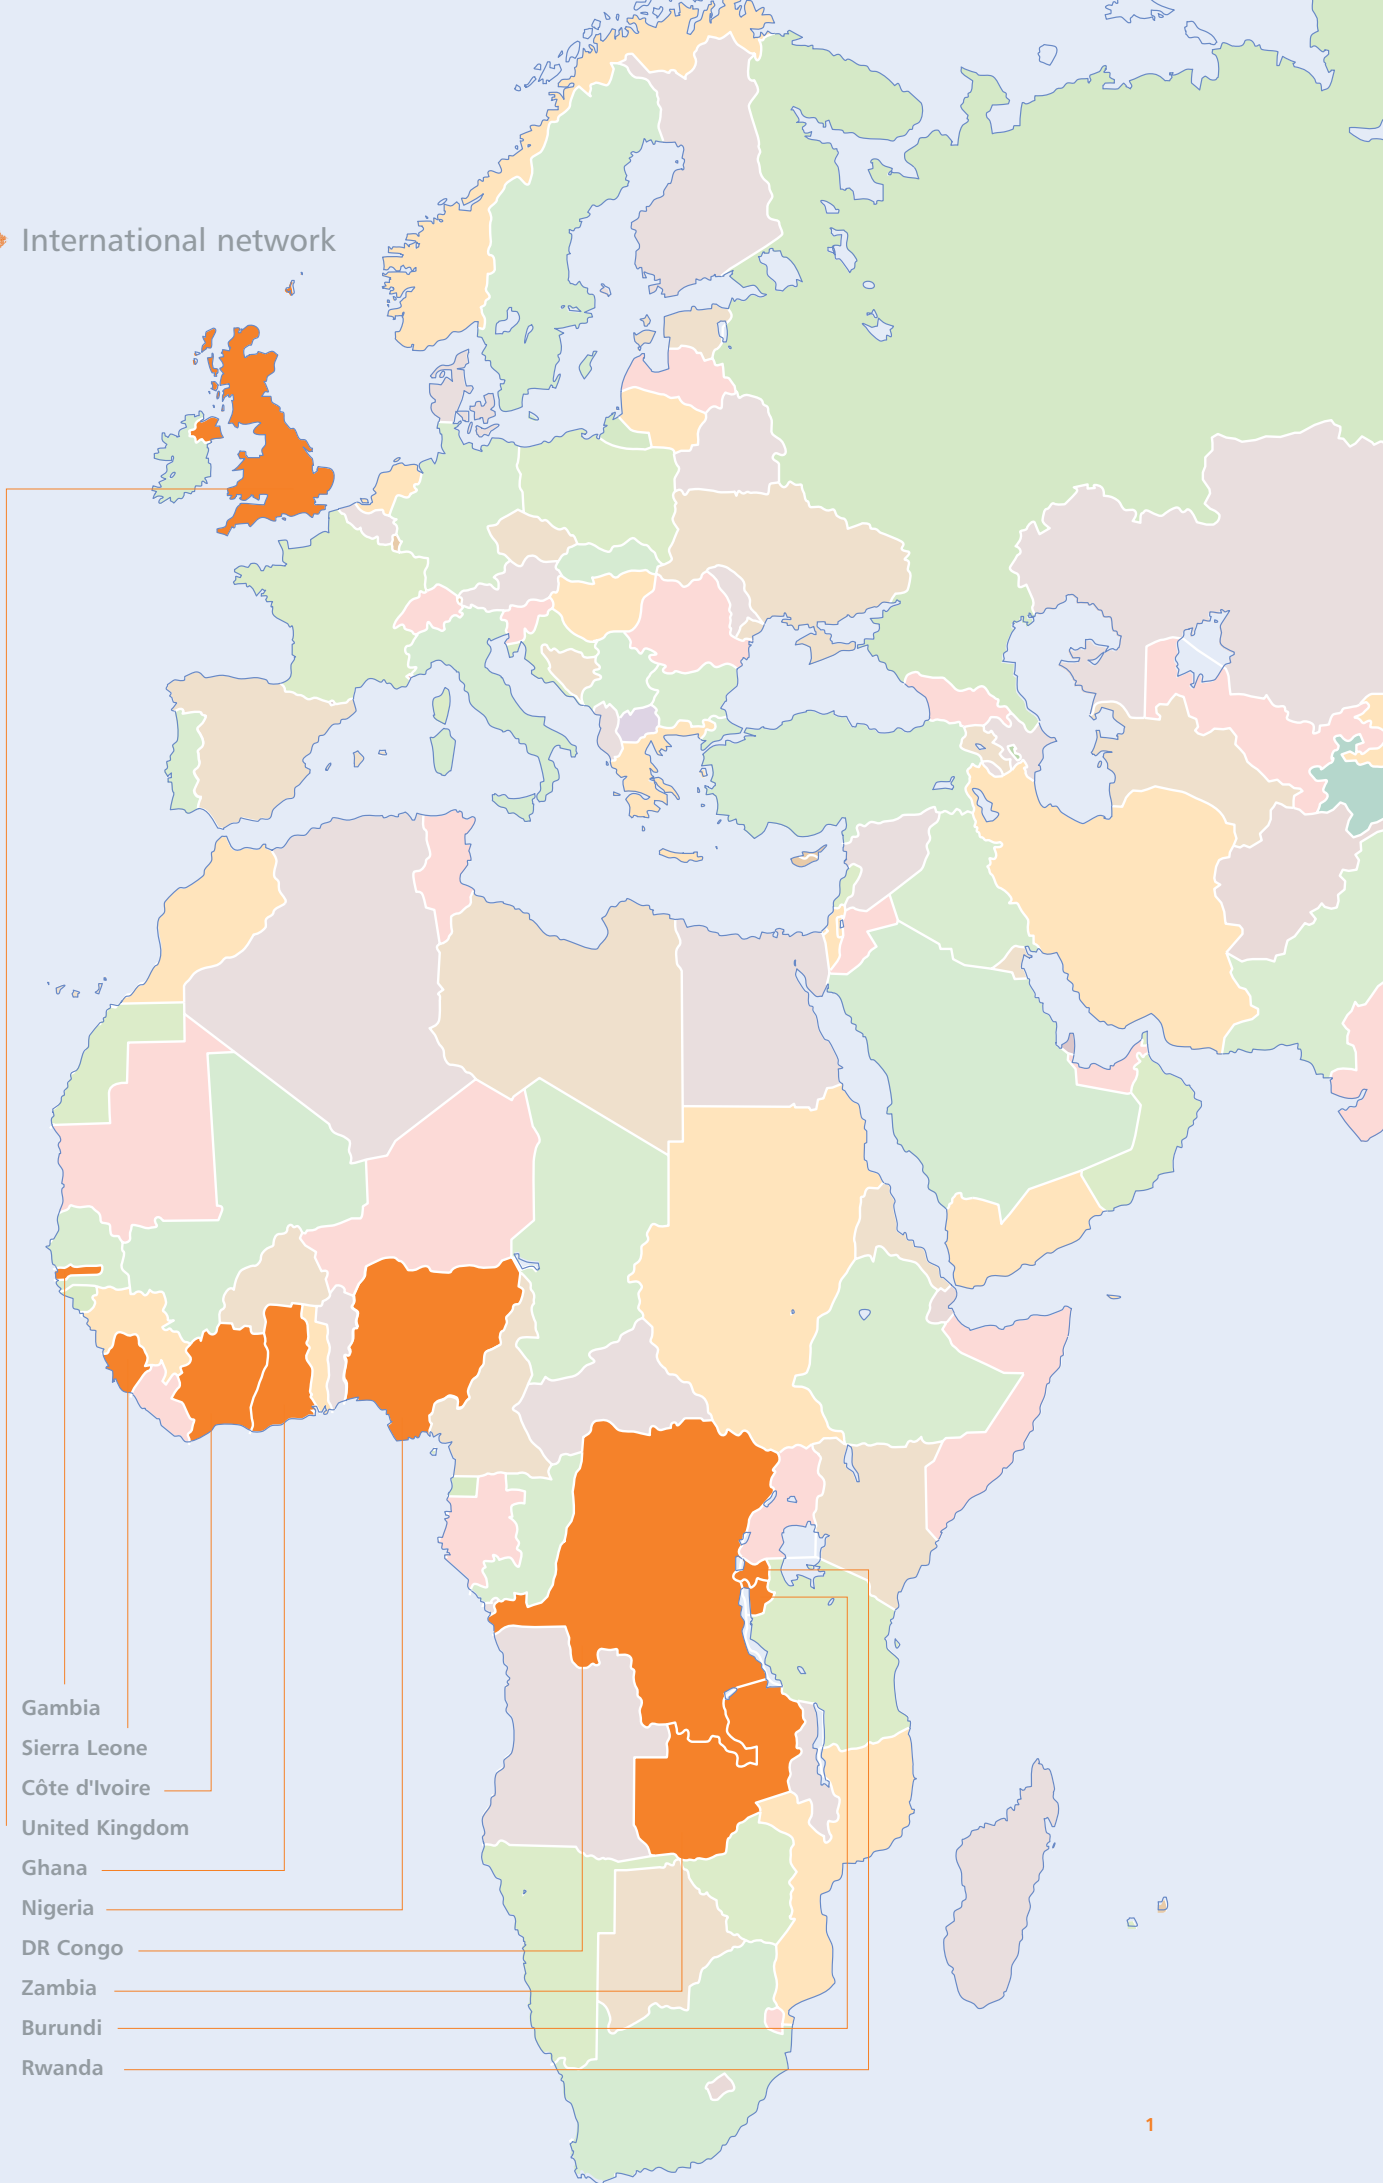 International network
Gambia
Sierra Leone
Côte d'Ivoire
United Kingdom
Ghana
Nigeria
DR Congo
Zambia
Burundi
Rwanda
1